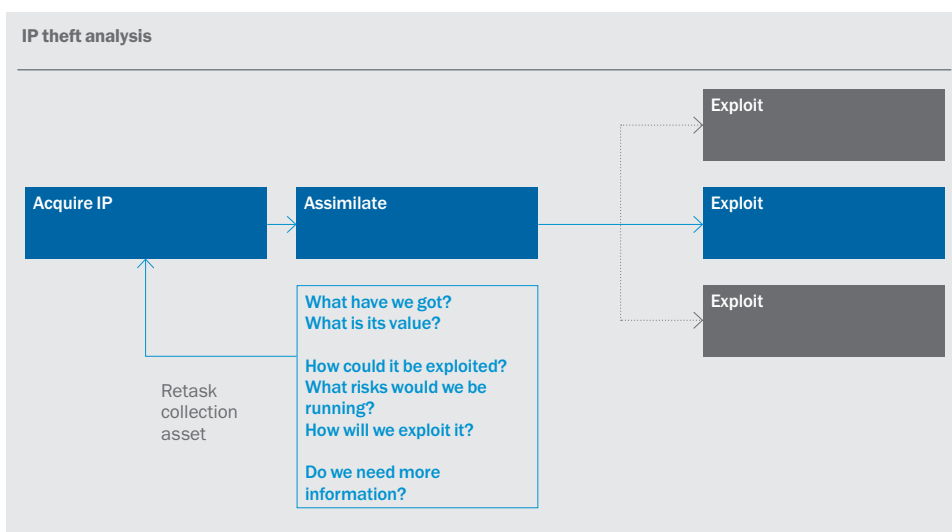 IP theft analysis
Exploit
Acquire IP
Assimilate
Exploit
Exploit
What have we got?
What is its value?
How could it be exploited?
What risks would we be
running?
How will we exploit it?
Do we need more
information?
Retask
collection
asset